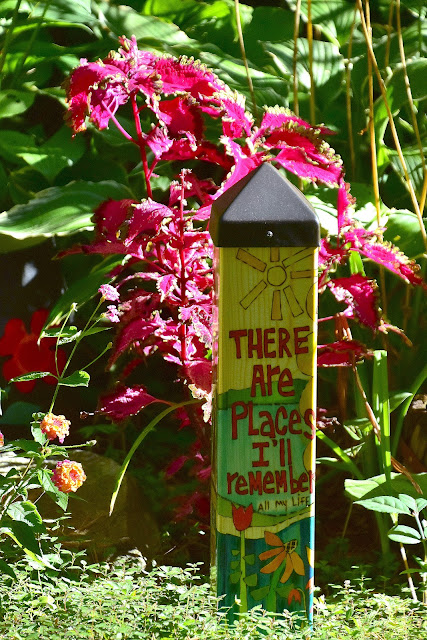 THERE
ARe
PLaces
I'll
remember
all my Life